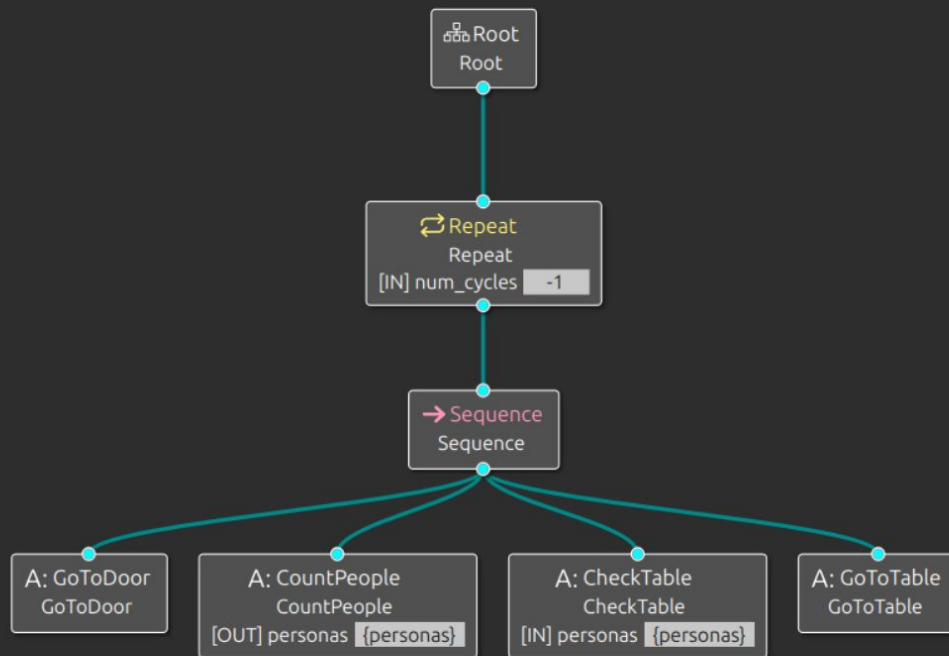 Root
Root
Repeat
Repeat
[IN] num_cycles -1
Sequence
Sequence
A: GoToDoor
GoToDoor
A: CountPeople
CountPeople
[OUT] personas {personas}
A: CheckTable
CheckTable
[IN] personas {personas}
A: GoToTable
GoToTable